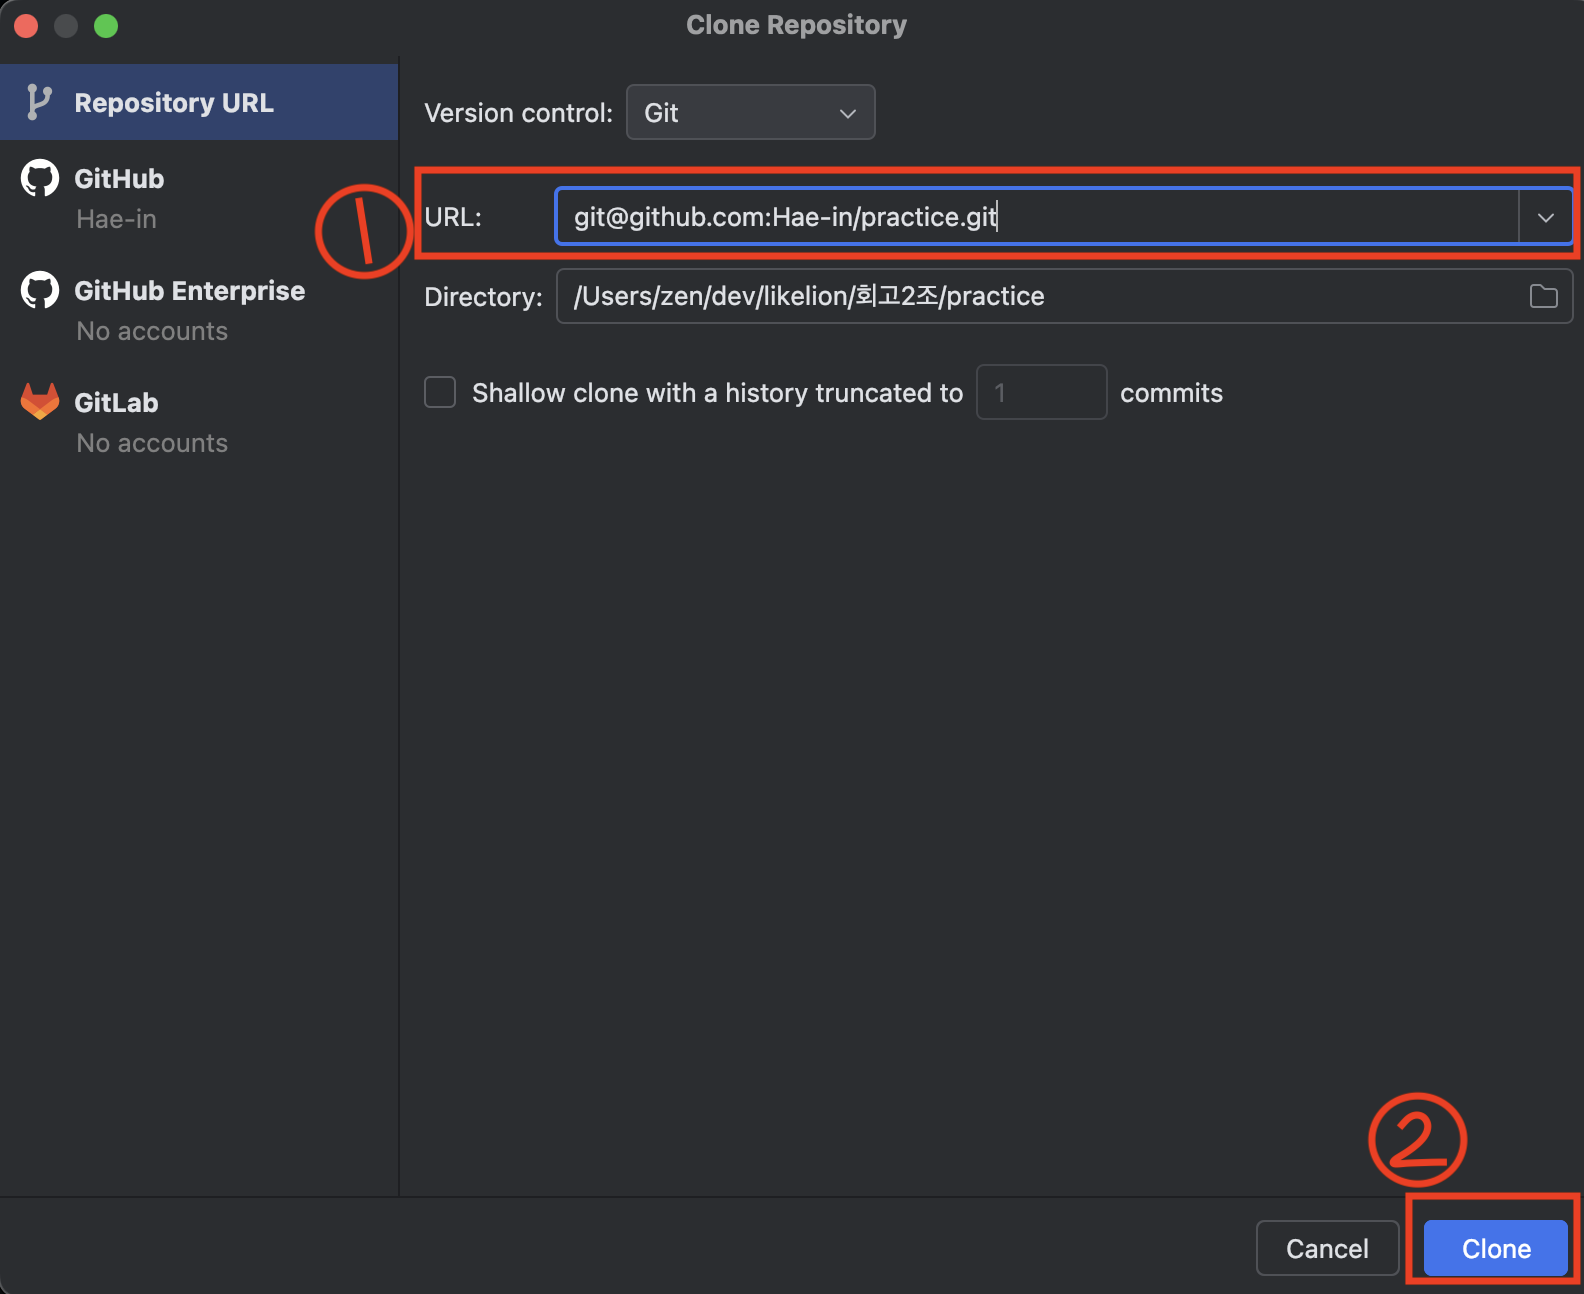 Clone Repository
Repository URL
GitHub
Hae-in
GitHub Enterprise
No accounts
GitLab
No accounts
Version control: Git
① URL: git@github.com:Hae-in/practice.git
Directory: /Users/zen/dev/likelion/회고2조/practice
Shallow clone with a history truncated to 1 commits
②
Cancel Clone